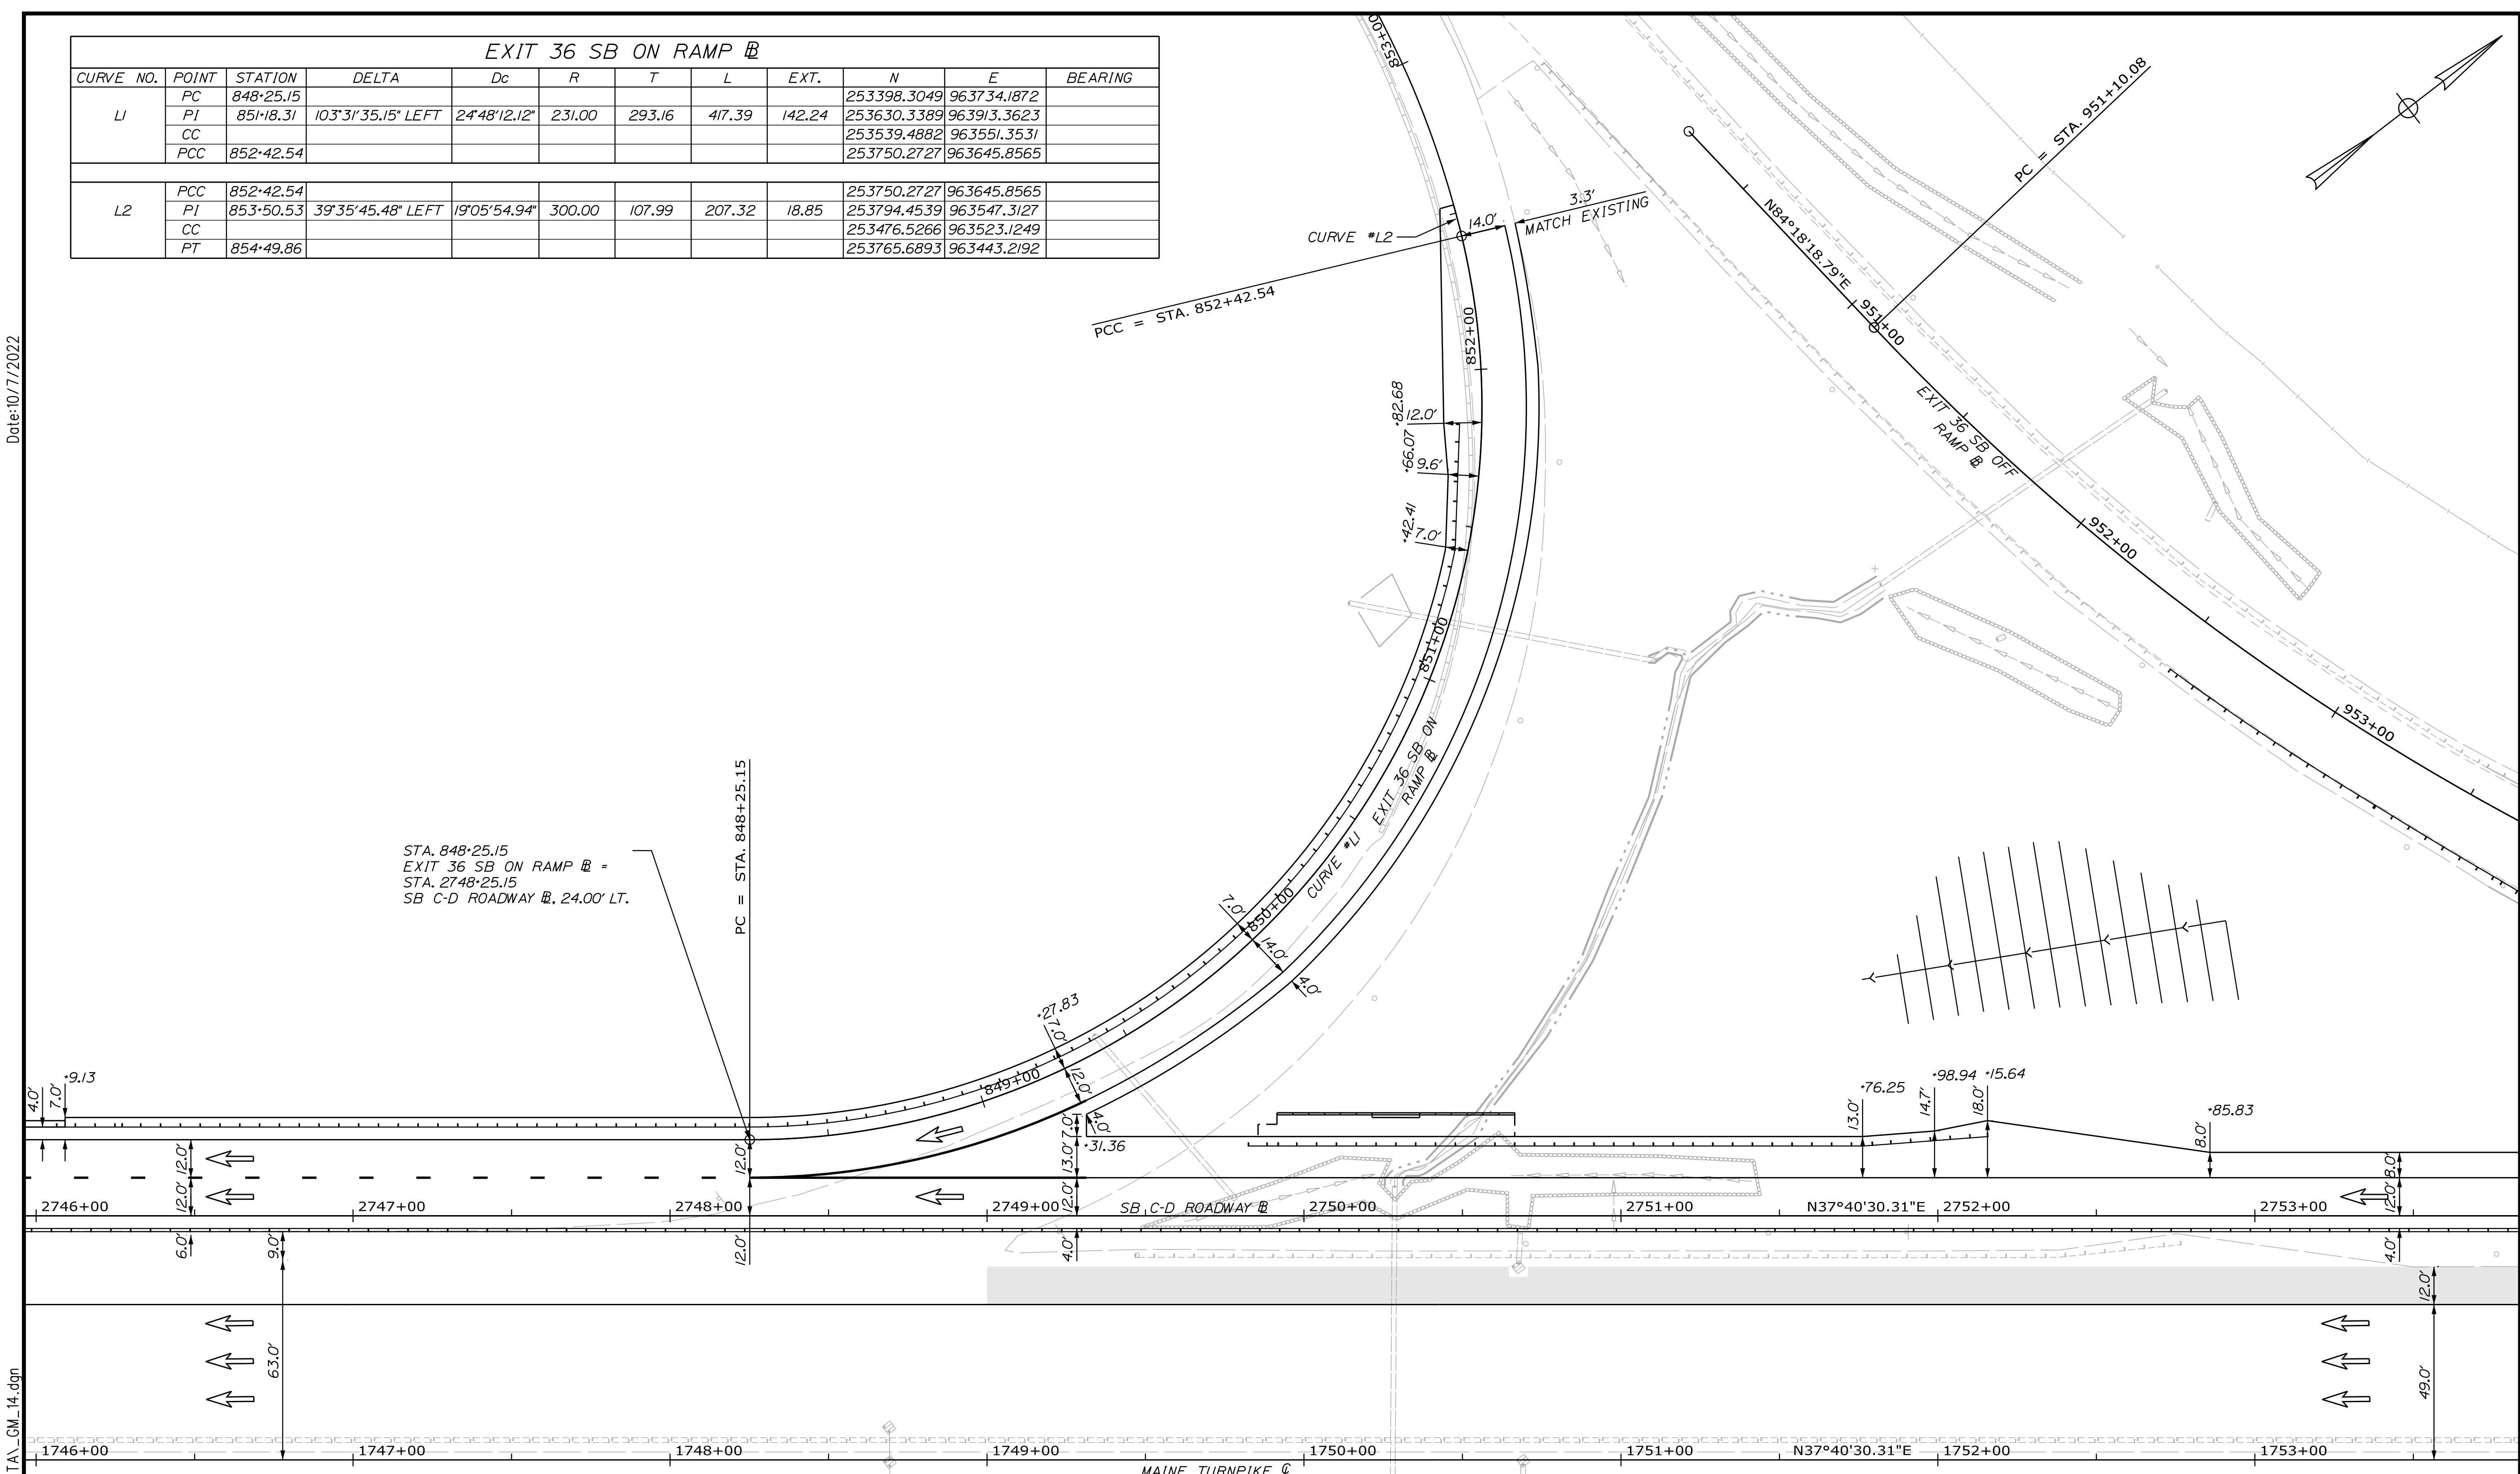 EXIT 36 SB ON RAMP BL
CURVE NO. POINT STATION DELTA Dc R T L EXT. N E BEARING
L1
PC 848+25.15 253398.3049 963734.1872
PI 851+18.31 103°31'35.15" LEFT 24°48'12.12" 231.00 293.16 417.39 142.24 253630.3389 963913.3623
CC 253539.4882 963551.3531
PCC 852+42.54 253750.2727 963645.8565
L2
PCC 852+42.54 253750.2727 963645.8565
PI 853+50.53 39°35'45.48" LEFT 19°05'54.94" 300.00 107.99 207.32 18.85 253794.4539 963547.3127
CC 253476.5266 963523.1249
PT 854+49.86 253765.6893 963443.2192
Date:10/7/2022
853+00
PC = STA. 951+10.08
3.3'
MATCH EXISTING
14.0'
CURVE #L2
PCC = STA. 852+42.54
N84°18'18.79"E
951+00
852+00
EXIT 36 SB OFF
RAMP BL
+82.68
12.0'
+66.07
9.6'
+42.41
7.0'
952+00
851+00
953+00
EXIT 36 SB ON
RAMP BL
CURVE #L1
PC = STA. 848+25.15
STA. 848+25.15
EXIT 36 SB ON RAMP BL =
STA. 2748+25.15
SB C-D ROADWAY BL, 24.00' LT.
7.0'
850+00
14.0'
4.0'
+27.83
7.0'
849+00
12.0'
4.0'
7.0'
+9.13
4.0'
7.0'
13.0'
+31.36
+76.25
13.0'
+98.94
14.7'
+15.64
18.0'
+85.83
8.0'
12.0'
12.0'
12.0'
12.0'
8.0'
12.0'
2746+00 2747+00 2748+00 2749+00 SB C-D ROADWAY BL 2750+00 2751+00 N37°40'30.31"E 2752+00 2753+00
6.0'
9.0'
12.0'
4.0'
4.0'
12.0'
63.0'
49.0'
TA\_GM_14.dgn
1746+00 1747+00 1748+00 1749+00 1750+00 1751+00 N37°40'30.31"E 1752+00 1753+00
MAINE TURNPIKE CL